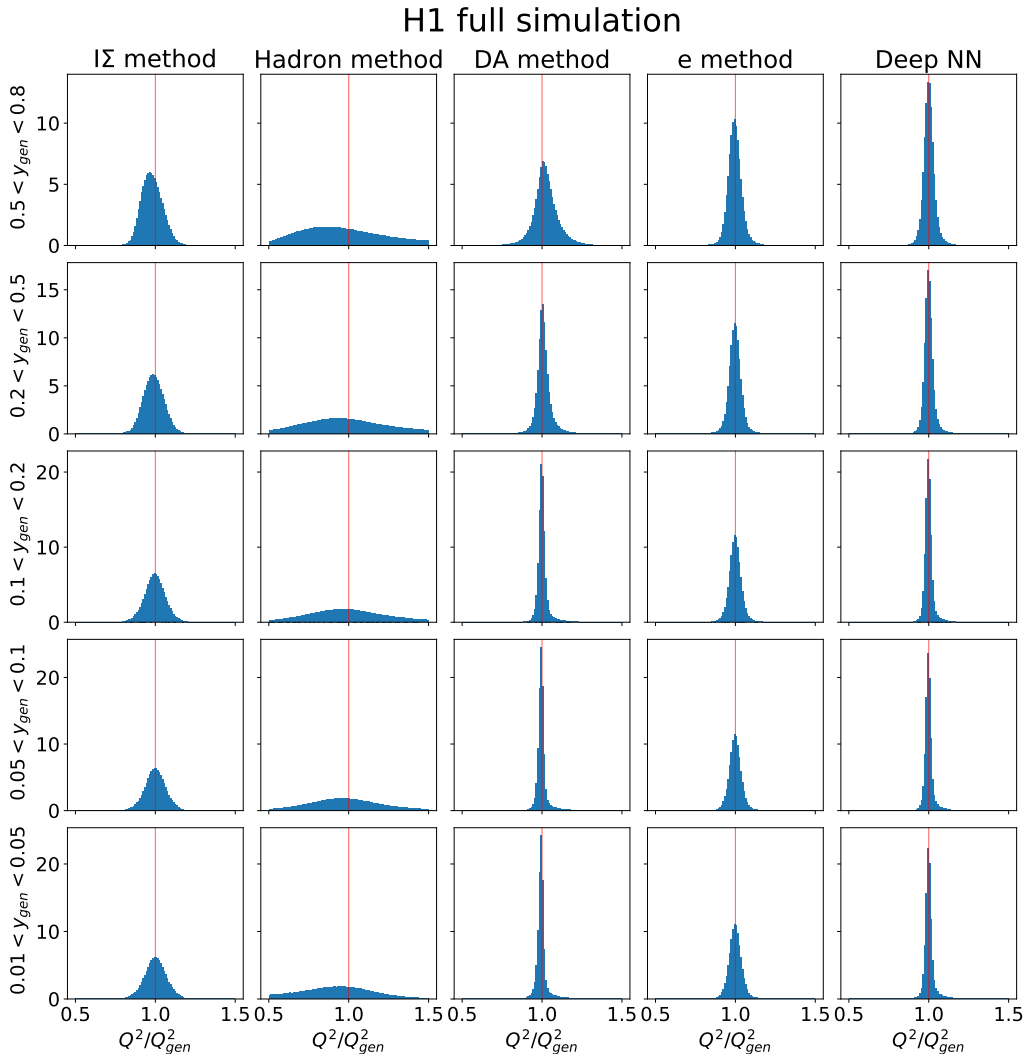 H1 full simulation
IΣ method Hadron method DA method e method Deep NN
0.5 < y_gen < 0.8
10
5
0
0.2 < y_gen < 0.5
15
10
5
0
0.1 < y_gen < 0.2
20
10
0
0.05 < y_gen < 0.1
20
10
0
0.01 < y_gen < 0.05
20
10
0
0.5 1.0 1.5 0.5 1.0 1.5 0.5 1.0 1.5 0.5 1.0 1.5 0.5 1.0 1.5
Q²/Q²_gen Q²/Q²_gen Q²/Q²_gen Q²/Q²_gen Q²/Q²_gen